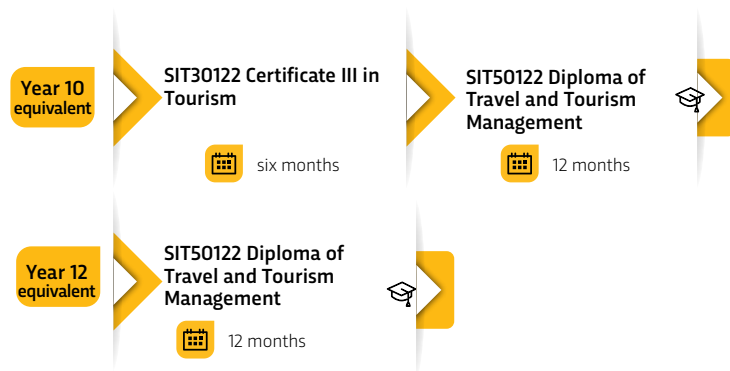 Year 10
equivalent
SIT30122 Certificate III in
Tourism
six months
SIT50122 Diploma of
Travel and Tourism
Management
12 months
Year 12
equivalent
SIT50122 Diploma of
Travel and Tourism
Management
12 months